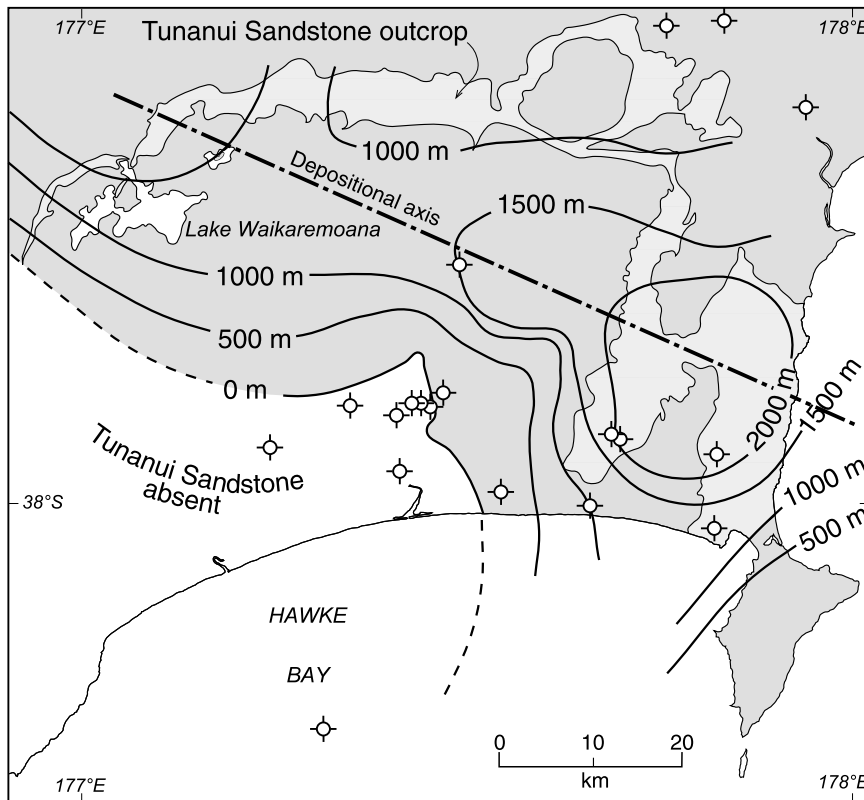 177°E
178°E
Tunanui Sandstone outcrop
1000 m
Depositional axis
1500 m
Lake Waikaremoana
1000 m
500 m
0 m
2000 m
1500 m
Tunanui Sandstone
absent
1000 m
38°S
500 m
HAWKE
BAY
0 10 20
km
177°E
178°E